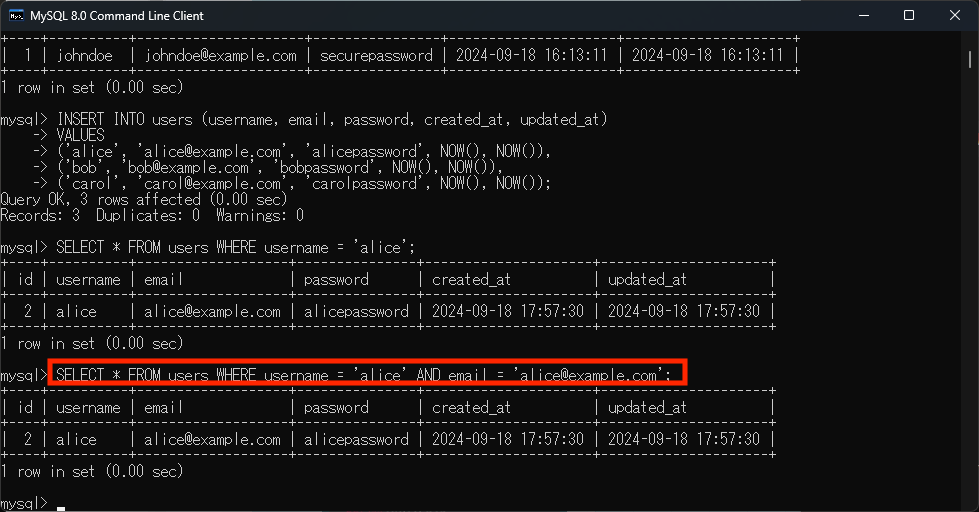 MySQL 8.0 Command Line Client
+----+----------+---------------------+----------------+---------------------+---------------------+
|  1 | johndoe  | johndoe@example.com | securepassword | 2024-09-18 16:13:11 | 2024-09-18 16:13:11 |
+----+----------+---------------------+----------------+---------------------+---------------------+
1 row in set (0.00 sec)
mysql> INSERT INTO users (username, email, password, created_at, updated_at)
    -> VALUES
    -> ('alice', 'alice@example.com', 'alicepassword', NOW(), NOW()),
    -> ('bob', 'bob@example.com', 'bobpassword', NOW(), NOW()),
    -> ('carol', 'carol@example.com', 'carolpassword', NOW(), NOW());
Query OK, 3 rows affected (0.00 sec)
Records: 3  Duplicates: 0  Warnings: 0
mysql> SELECT * FROM users WHERE username = 'alice';
+----+----------+-------------------+---------------+---------------------+---------------------+
| id | username | email             | password      | created_at          | updated_at          |
+----+----------+-------------------+---------------+---------------------+---------------------+
|  2 | alice    | alice@example.com | alicepassword | 2024-09-18 17:57:30 | 2024-09-18 17:57:30 |
+----+----------+-------------------+---------------+---------------------+---------------------+
1 row in set (0.00 sec)
mysql> SELECT * FROM users WHERE username = 'alice' AND email = 'alice@example.com';
+----+----------+-------------------+---------------+---------------------+---------------------+
| id | username | email             | password      | created_at          | updated_at          |
+----+----------+-------------------+---------------+---------------------+---------------------+
|  2 | alice    | alice@example.com | alicepassword | 2024-09-18 17:57:30 | 2024-09-18 17:57:30 |
+----+----------+-------------------+---------------+---------------------+---------------------+
1 row in set (0.00 sec)
mysql> _